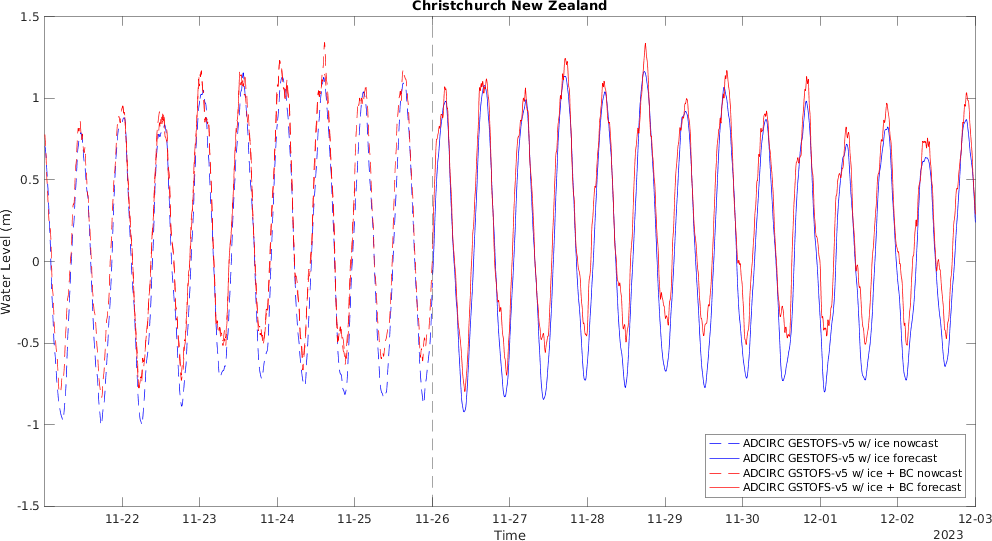 Christchurch New Zealand
1.5
1
0.5
0
-0.5
-1
-1.5
Water Level (m)
ADCIRC GESTOFS-v5 w/ ice nowcast
ADCIRC GESTOFS-v5 w/ ice forecast
ADCIRC GSTOFS-v5 w/ ice + BC nowcast
ADCIRC GSTOFS-v5 w/ ice + BC forecast
11-22 11-23 11-24 11-25 11-26 11-27 11-28 11-29 11-30 12-01 12-02 12-03
Time
2023